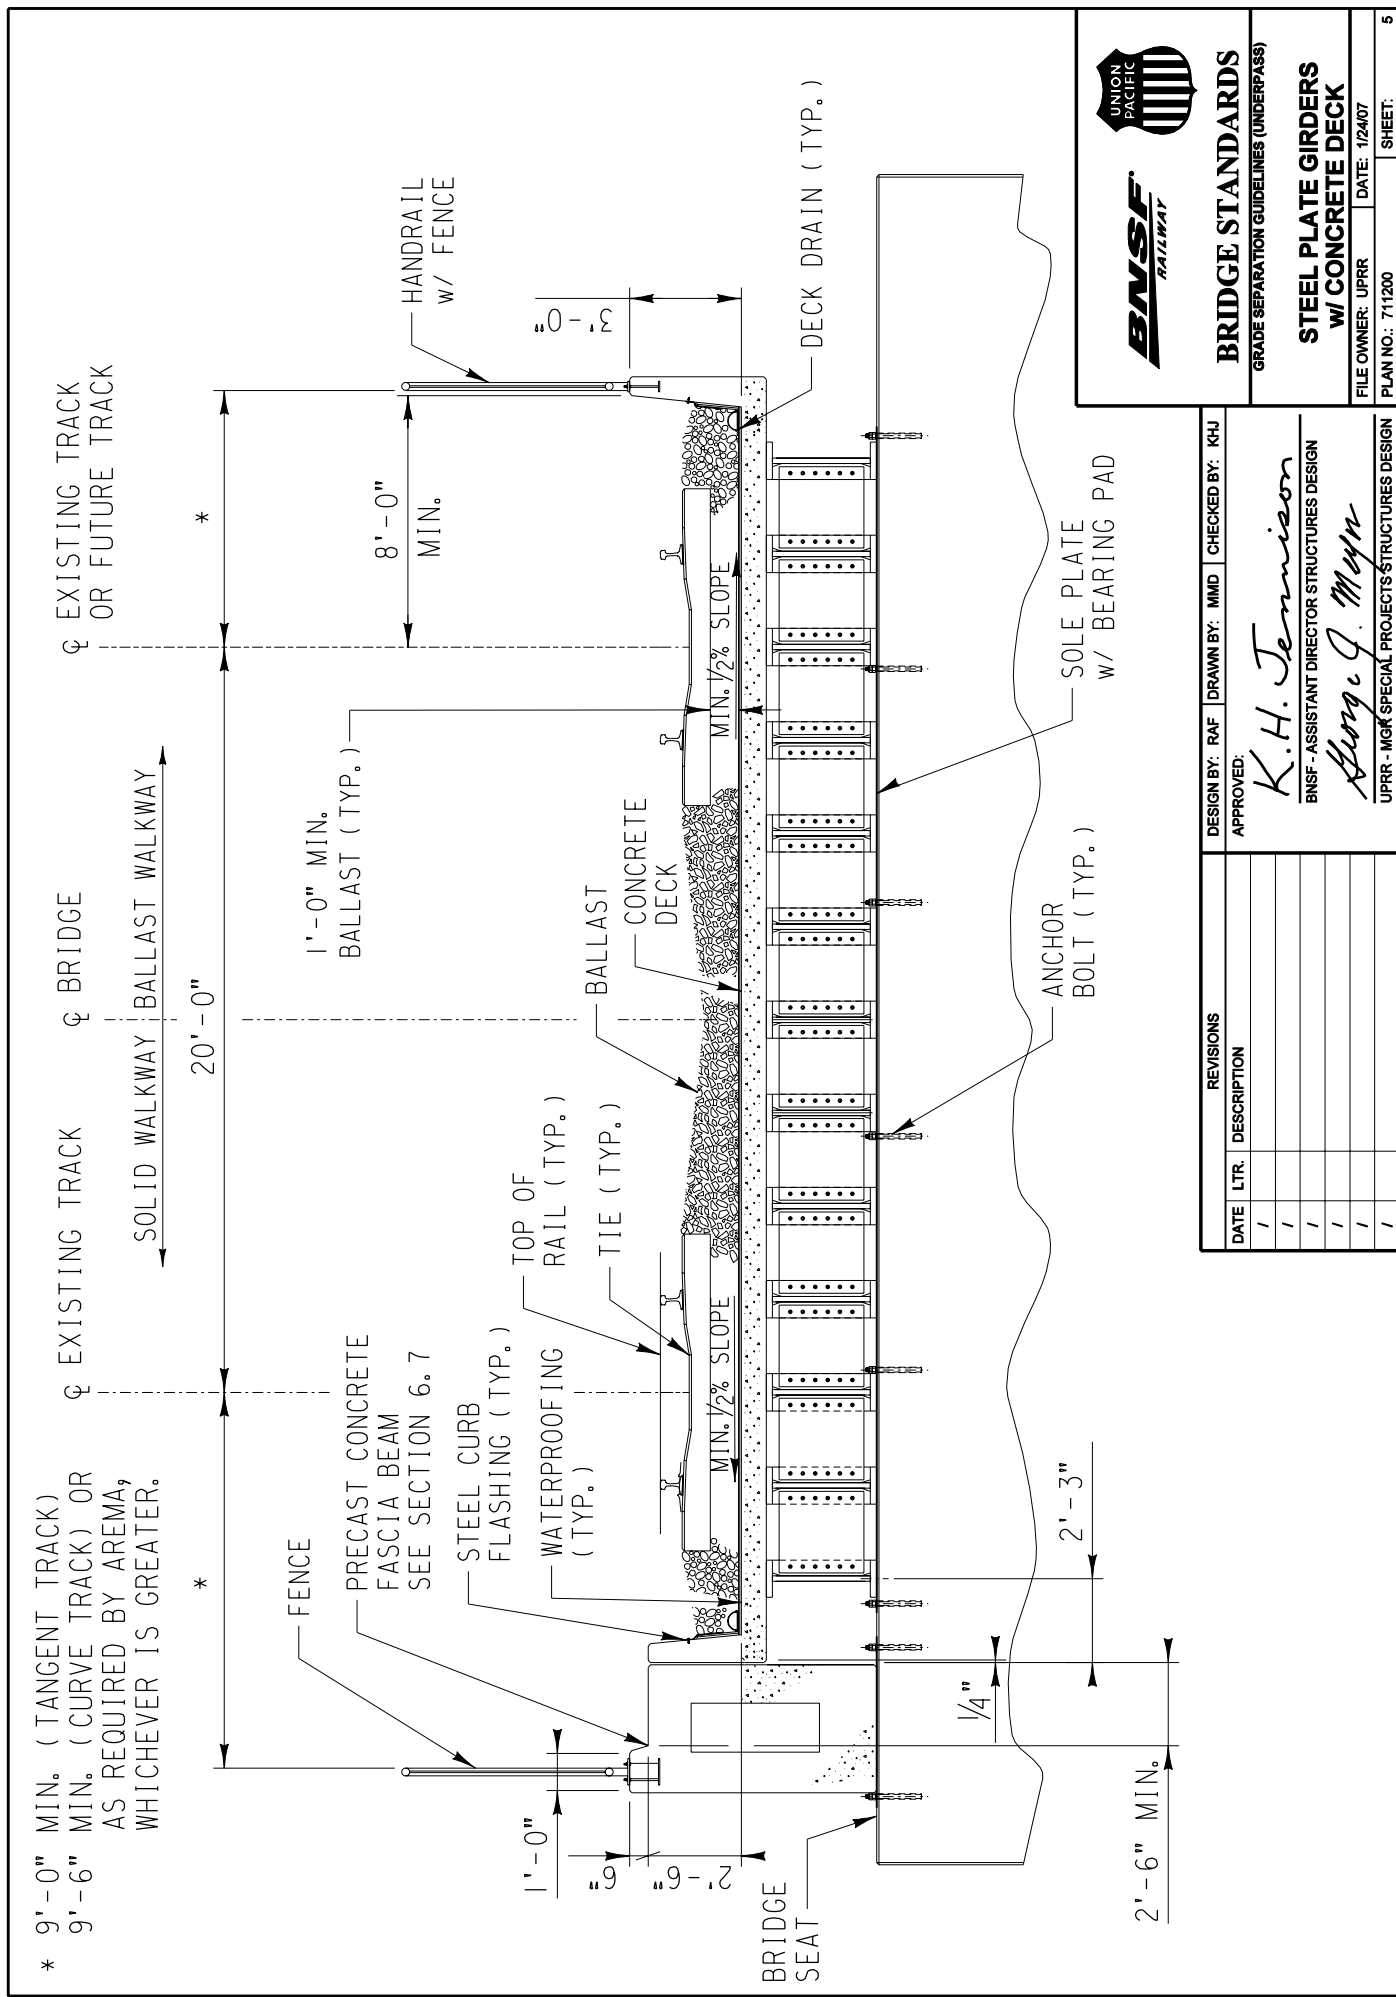 * 9'-0" MIN. (TANGENT TRACK)
9'-6" MIN. (CURVE TRACK) OR
AS REQUIRED BY AREMA,
WHICHEVER IS GREATER.
℄ EXISTING TRACK
℄ BRIDGE
℄ EXISTING TRACK
OR FUTURE TRACK
SOLID WALKWAY
BALLAST WALKWAY
*
20'-0"
*
FENCE
PRECAST CONCRETE
FASCIA BEAM
SEE SECTION 6.7
STEEL CURB
FLASHING (TYP.)
WATERPROOFING
(TYP.)
TOP OF
RAIL (TYP.)
TIE (TYP.)
1'-0" MIN.
BALLAST (TYP.)
BALLAST
CONCRETE
DECK
8'-0"
MIN.
HANDRAIL
w/ FENCE
3'-0"
DECK DRAIN (TYP.)
1'-0"
6"
2'-6"
MIN. 1/2% SLOPE
MIN. 1/2% SLOPE
BRIDGE
SEAT
2'-6" MIN.
1/4"
2'-3"
ANCHOR
BOLT (TYP.)
SOLE PLATE
w/ BEARING PAD
REVISIONS
DATE LTR. DESCRIPTION
/
/
/
/
/
/
DESIGN BY: RAF DRAWN BY: MMD CHECKED BY: KHJ
APPROVED:
K.H. Jennison
BNSF - ASSISTANT DIRECTOR STRUCTURES DESIGN
UPRR - MGR SPECIAL PROJECTS STRUCTURES DESIGN
BNSF
RAILWAY
UNION
PACIFIC
BRIDGE STANDARDS
GRADE SEPARATION GUIDELINES (UNDERPASS)
STEEL PLATE GIRDERS
W/ CONCRETE DECK
FILE OWNER: UPRR DATE: 1/24/07
PLAN NO.: 711200 SHEET: 5